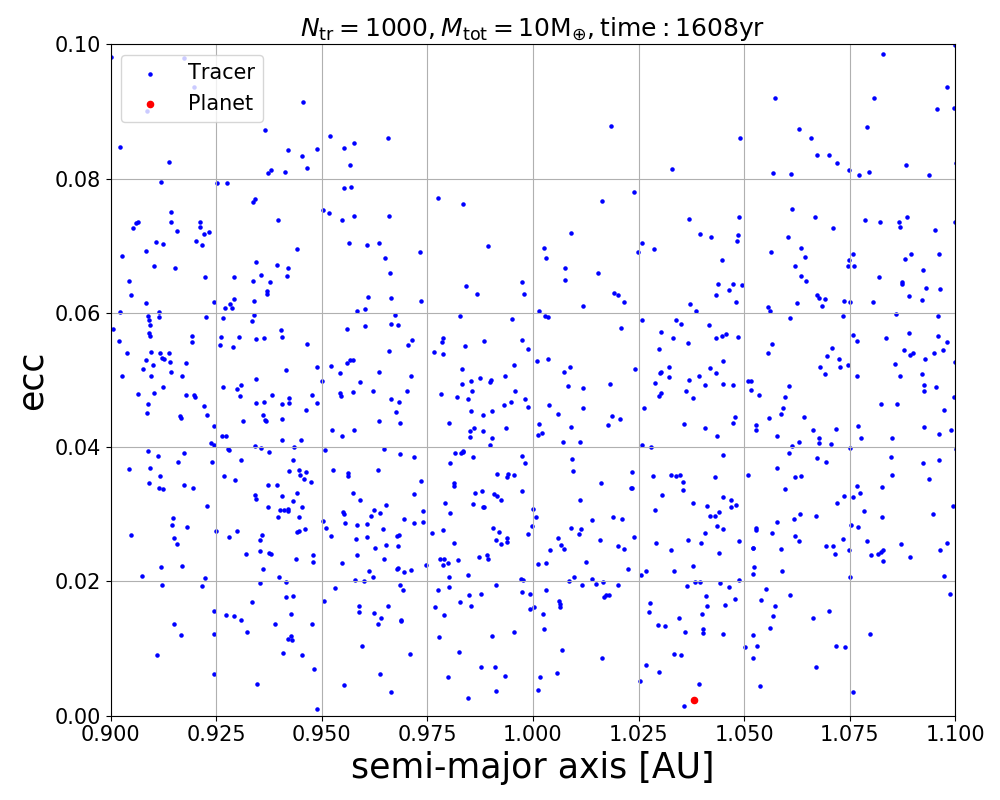 N_tr = 1000, M_tot = 10M_⊕, time : 1608yr
Tracer
Planet
ecc
0.10
0.08
0.06
0.04
0.02
0.00
0.900 0.925 0.950 0.975 1.000 1.025 1.050 1.075 1.100
semi-major axis [AU]